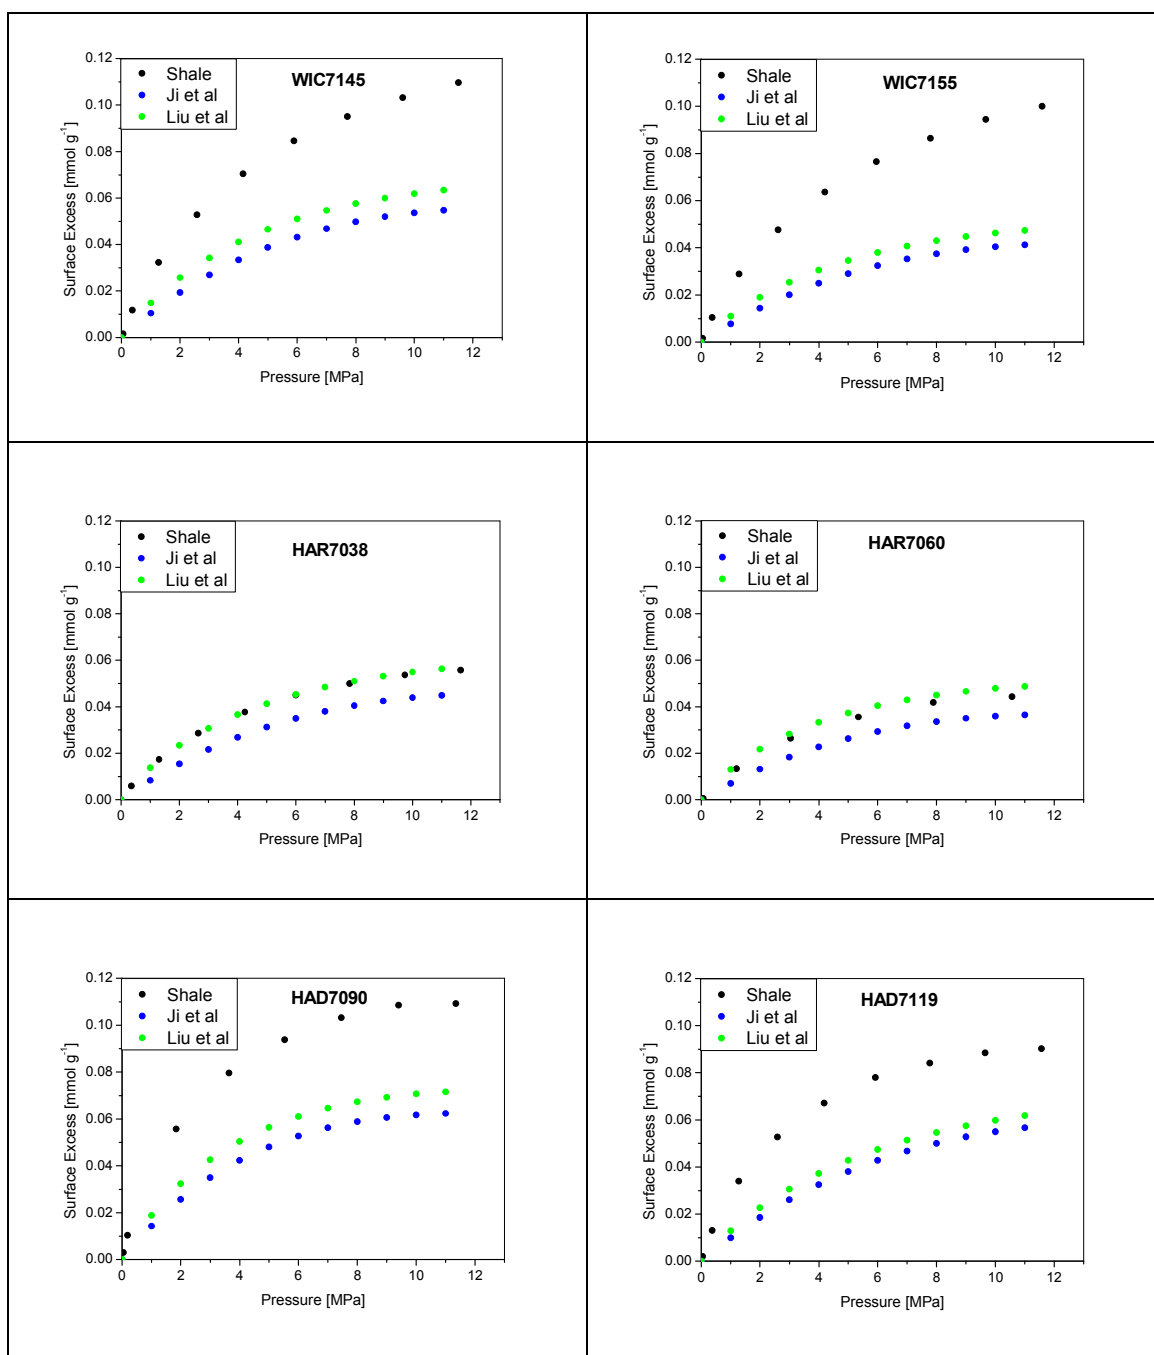 WIC7145
Shale
Ji et al
Liu et al
0.12
0.10
0.08
0.06
0.04
0.02
0.00
Surface Excess [mmol g⁻¹]
0 2 4 6 8 10 12
Pressure [MPa]
WIC7155
Shale
Ji et al
Liu et al
0.12
0.10
0.08
0.06
0.04
0.02
0.00
Surface Excess [mmol g⁻¹]
0 2 4 6 8 10 12
Pressure [MPa]
HAR7038
Shale
Ji et al
Liu et al
0.12
0.10
0.08
0.06
0.04
0.02
0.00
Surface Excess [mmol g⁻¹]
0 2 4 6 8 10 12
Pressure [MPa]
HAR7060
Shale
Ji et al
Liu et al
0.12
0.10
0.08
0.06
0.04
0.02
0.00
Surface Excess [mmol g⁻¹]
0 2 4 6 8 10 12
Pressure [MPa]
HAD7090
Shale
Ji et al
Liu et al
0.12
0.10
0.08
0.06
0.04
0.02
0.00
Surface Excess [mmol g⁻¹]
0 2 4 6 8 10 12
Pressure [MPa]
HAD7119
Shale
Ji et al
Liu et al
0.12
0.10
0.08
0.06
0.04
0.02
0.00
Surface Excess [mmol g⁻¹]
0 2 4 6 8 10 12
Pressure [MPa]